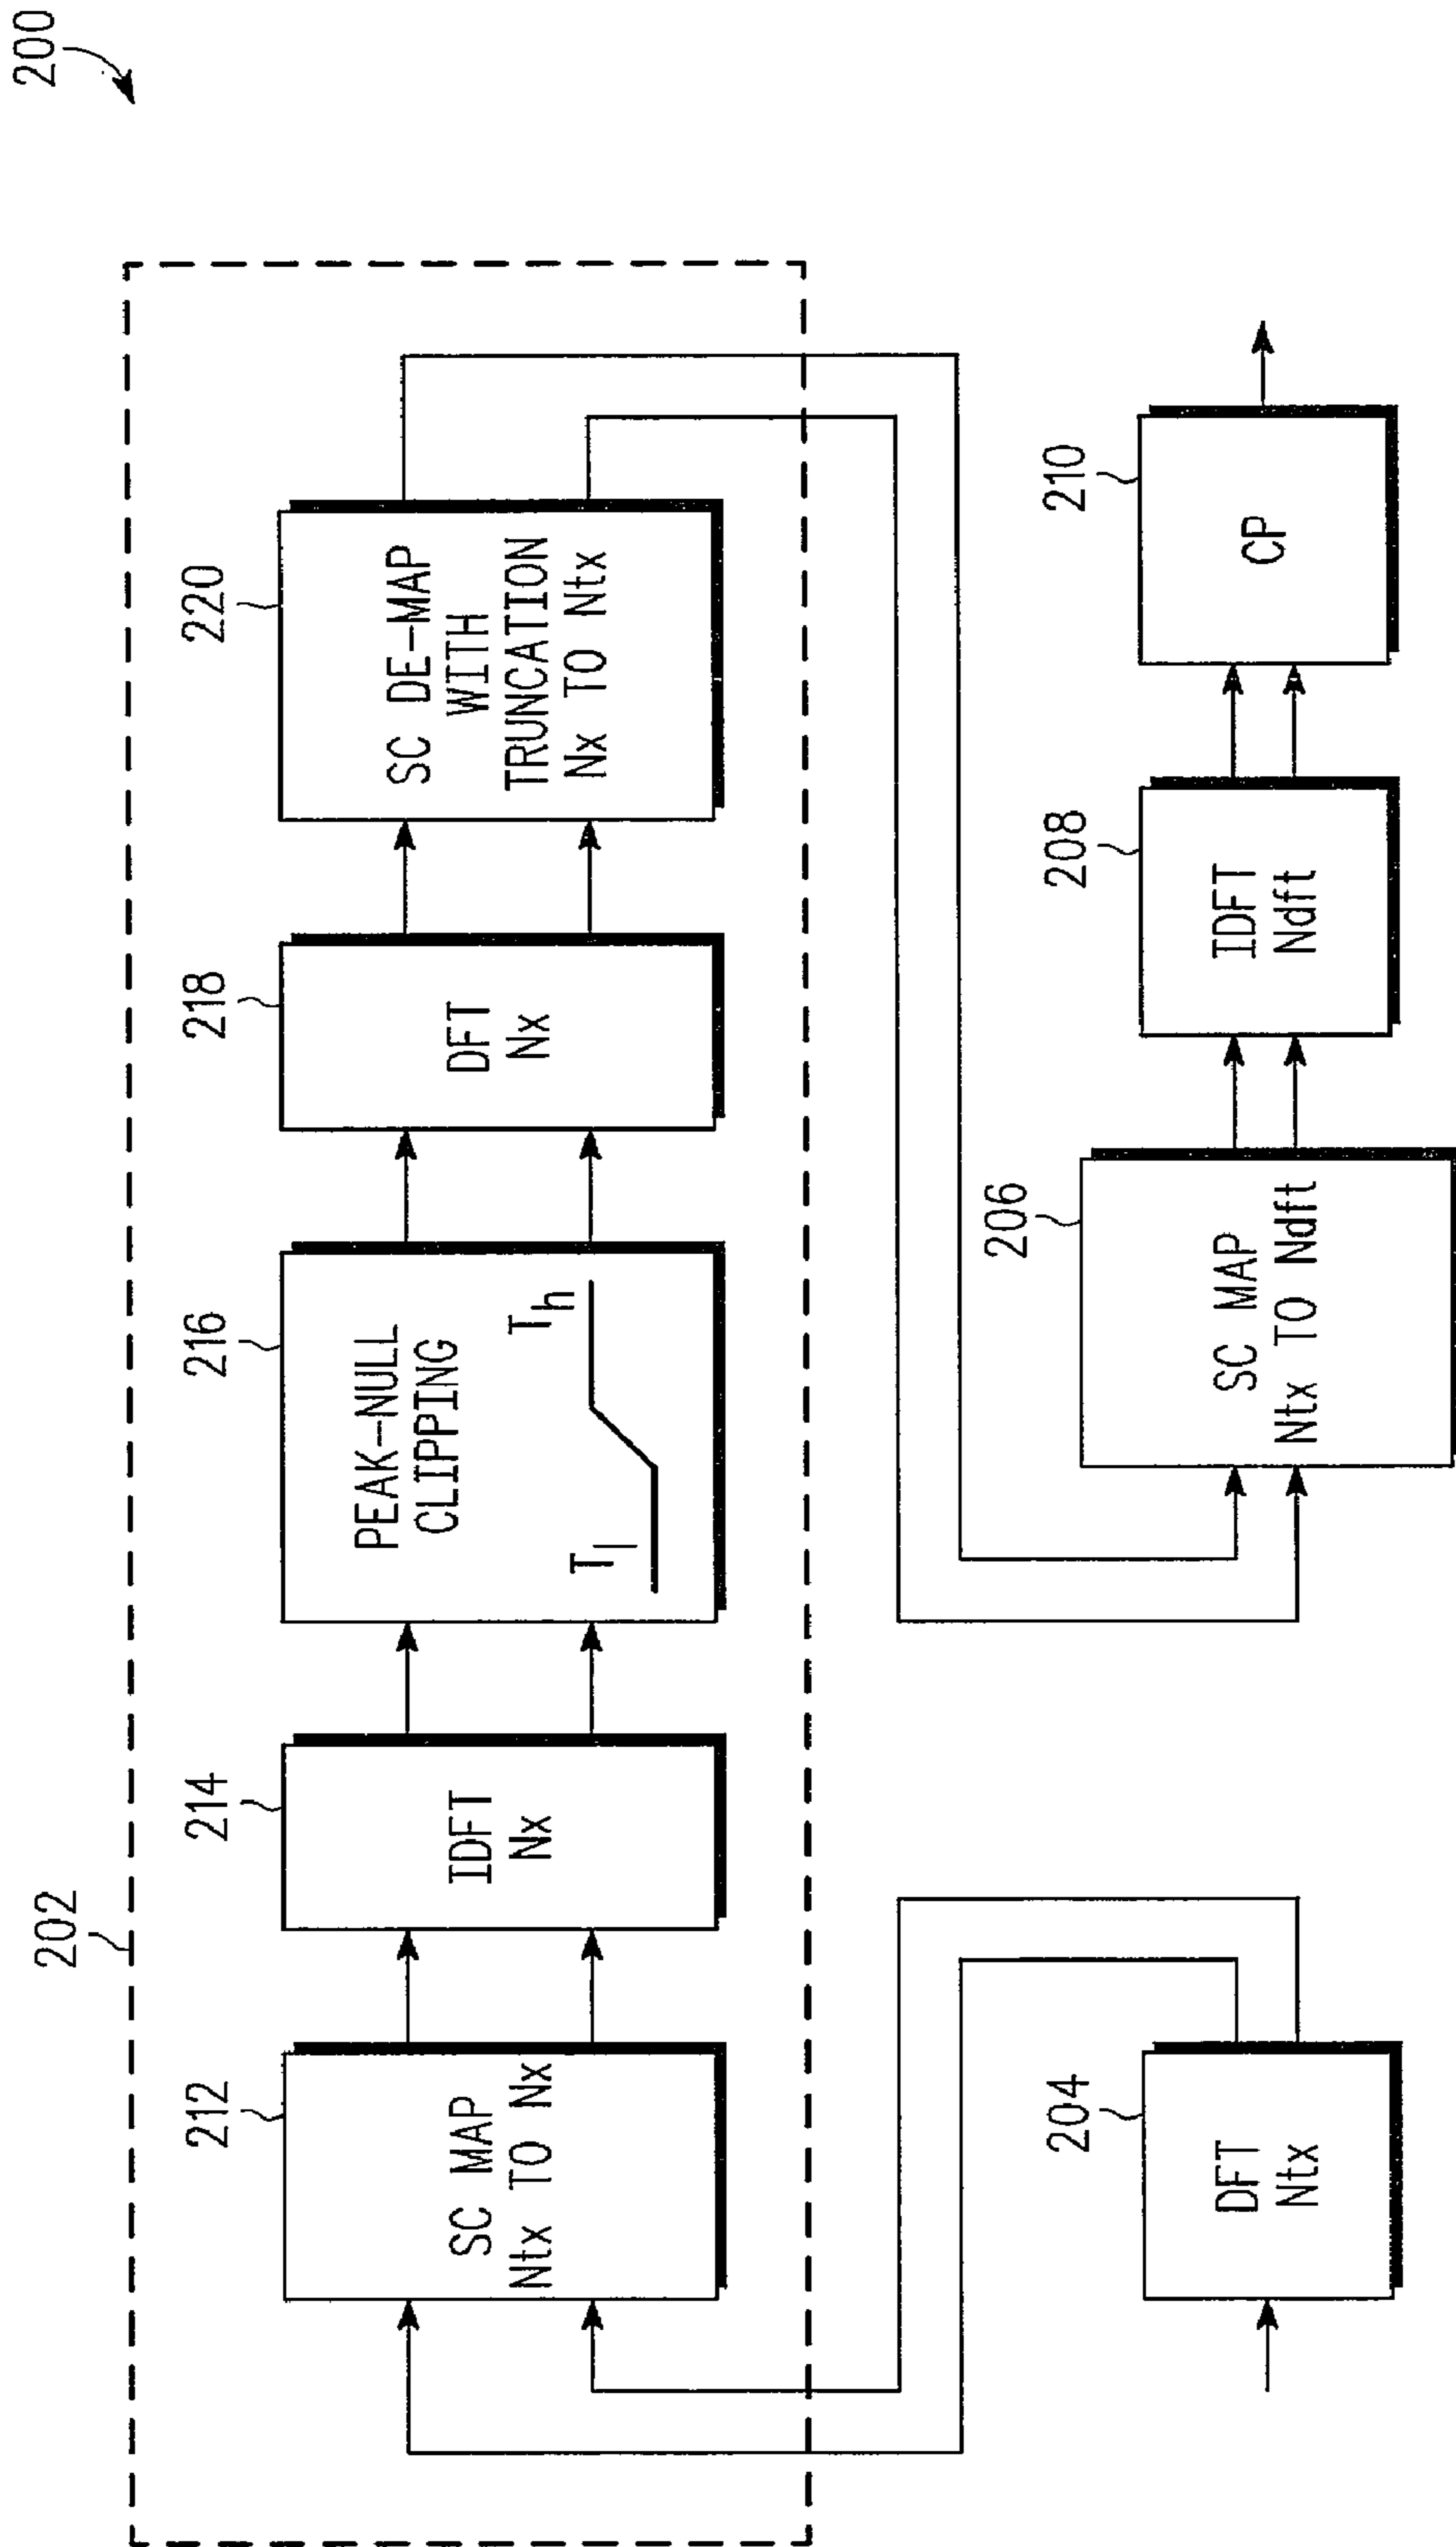 200
202
212
SC MAP
Ntx TO Nx
214
IDFT
Nx
216
PEAK-NULL
CLIPPING
Tl
Th
218
DFT
Nx
220
SC DE-MAP
WITH
TRUNCATION
Nx TO Ntx
204
DFT
Ntx
206
SC MAP
Ntx TO Ndft
208
IDFT
Ndft
210
CP